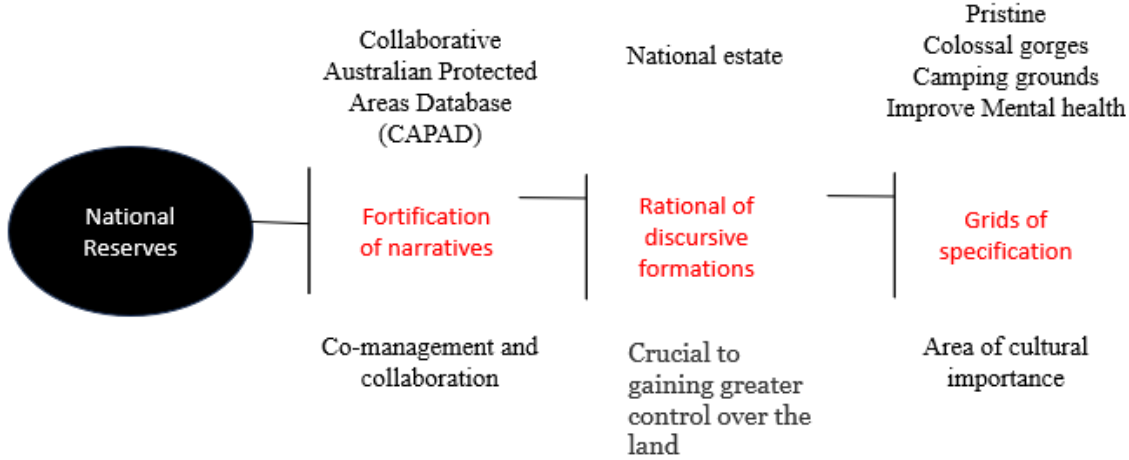 National
Reserves
Collaborative
Australian Protected
Areas Database
(CAPAD)
Fortification
of narratives
Co-management and
collaboration
National estate
Rational of
discursive
formations
Crucial to
gaining greater
control over the
land
Pristine
Colossal gorges
Camping grounds
Improve Mental health
Grids of
specification
Area of cultural
importance